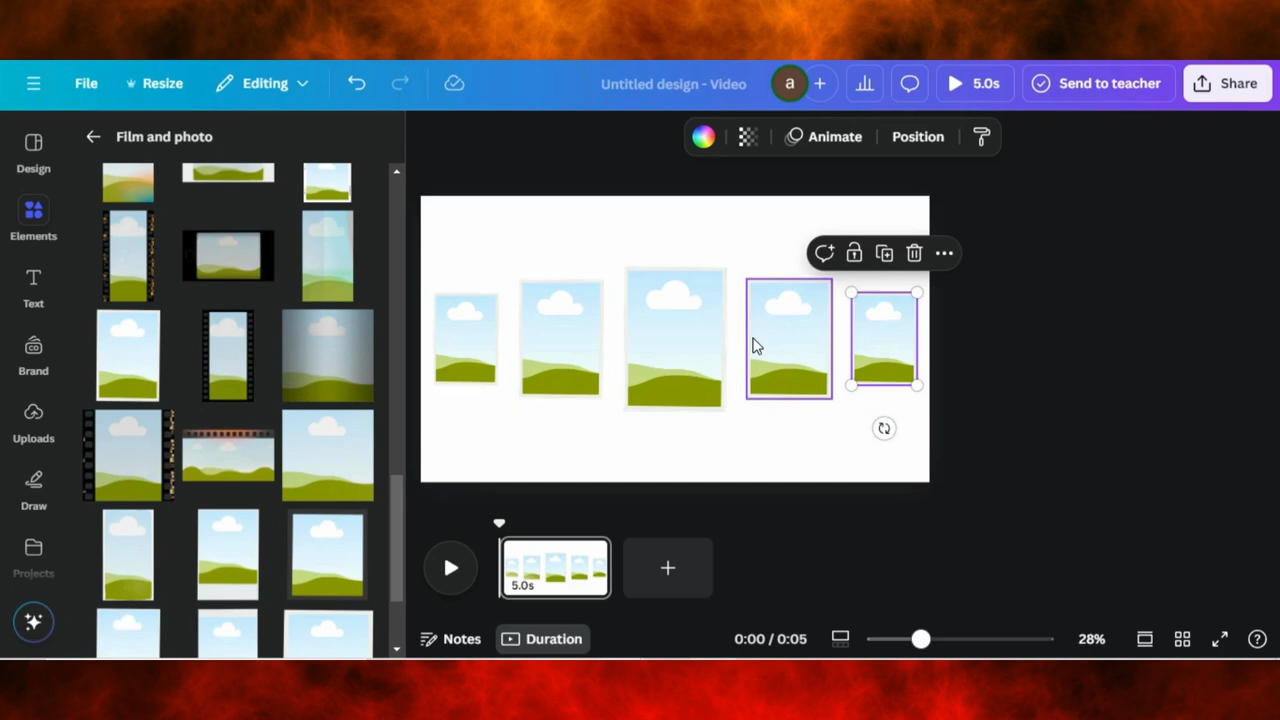 File
Resize
Editing
Untitled design - Video
a
+
5.0s
Send to teacher
Share
Film and photo
Animate
Position
Design
Elements
Text
CO
Brand
Uploads
Draw
Projects
5.0s
+
Notes
Duration
0:00 / 0:05
28%
?